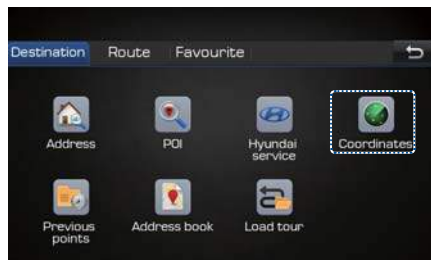 Destination Route Favourite
Address POI Hyundai service Coordinates
Previous points Address book Load tour